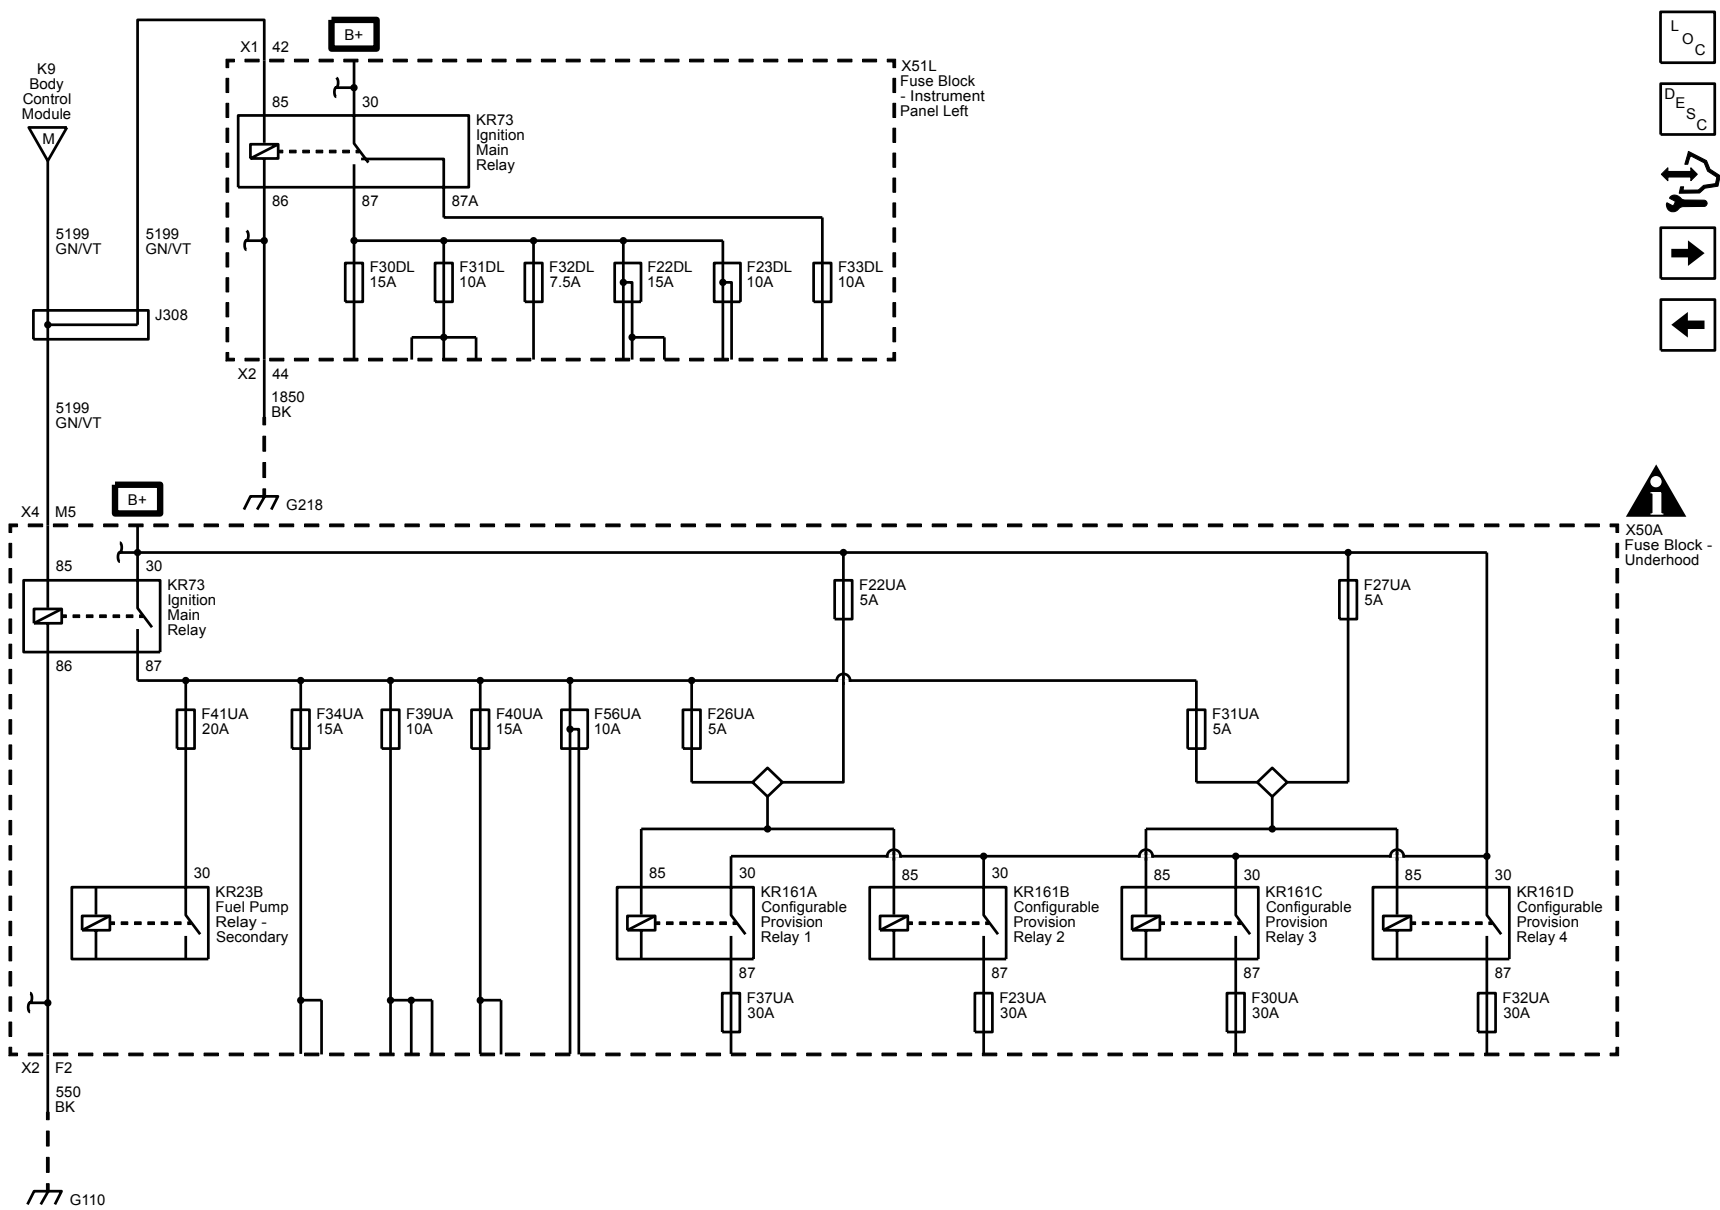 X1 42
B+
L
O
C
K9
Body
Control
Module
M
X51L
Fuse Block
- Instrument
Panel Left
D
E
S
C
85 30
KR73
Ignition
Main
Relay
86 87 87A
5199
GN/VT
5199
GN/VT
F30DL
15A
F31DL
10A
F32DL
7.5A
F22DL
15A
F23DL
10A
F33DL
10A
J308
X2 44
1850
BK
5199
GN/VT
G218
B+
X4 M5
i
X50A
Fuse Block -
Underhood
85 30
KR73
Ignition
Main
Relay
F22UA
5A
F27UA
5A
86 87
F41UA
20A
F34UA
15A
F39UA
10A
F40UA
15A
F56UA
10A
F26UA
5A
F31UA
5A
30
KR23B
Fuel Pump
Relay -
Secondary
85 30
KR161A
Configurable
Provision
Relay 1
85 30
KR161B
Configurable
Provision
Relay 2
85 30
KR161C
Configurable
Provision
Relay 3
85 30
KR161D
Configurable
Provision
Relay 4
87 87 87 87
F37UA
30A
F23UA
30A
F30UA
30A
F32UA
30A
X2 F2
550
BK
G110